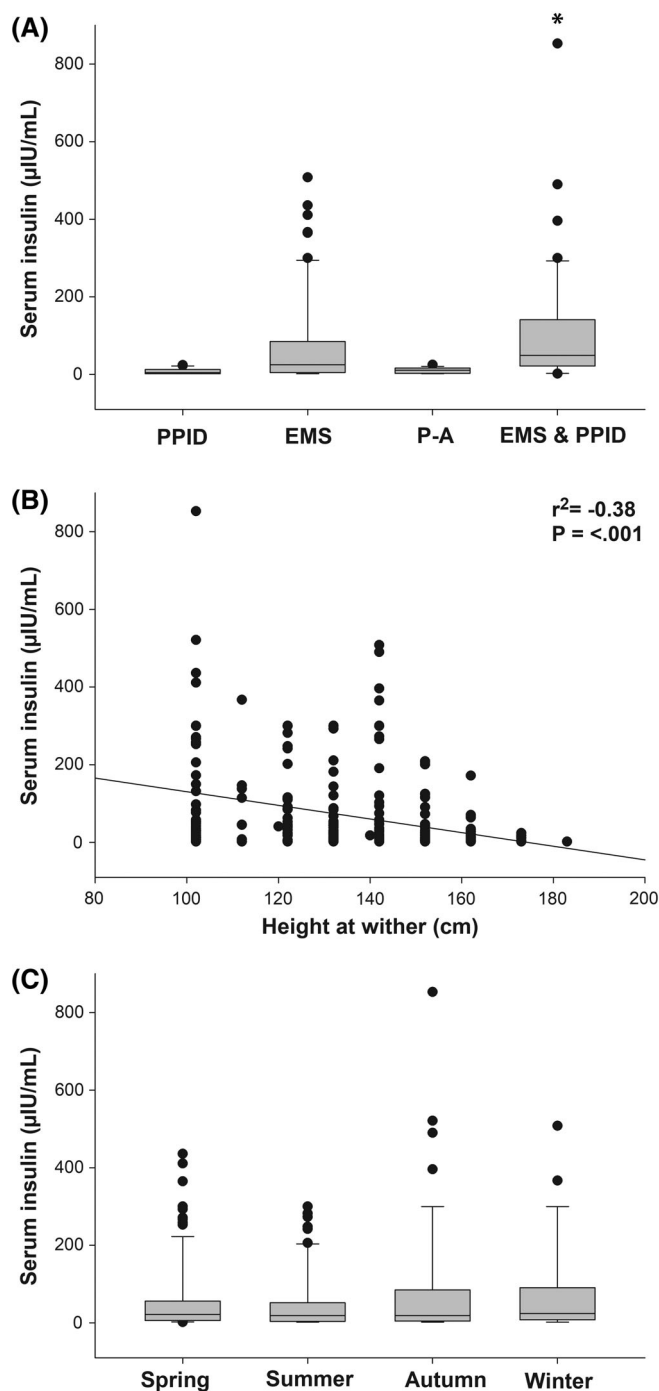 (A)
*
Serum insulin (µIU/mL)
800
600
400
200
0
PPID EMS P-A EMS & PPID
(B)
r²= -0.38
P = <.001
Serum insulin (µIU/mL)
800
600
400
200
0
80 100 120 140 160 180 200
Height at wither (cm)
(C)
Serum insulin (µIU/mL)
800
600
400
200
0
Spring Summer Autumn Winter